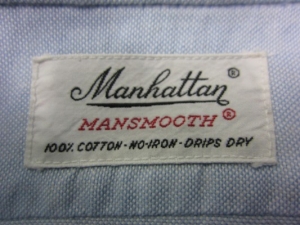 Manhattan®
MANSMOOTH®
100% COTTON-NO-IRON-DRIPS DRY